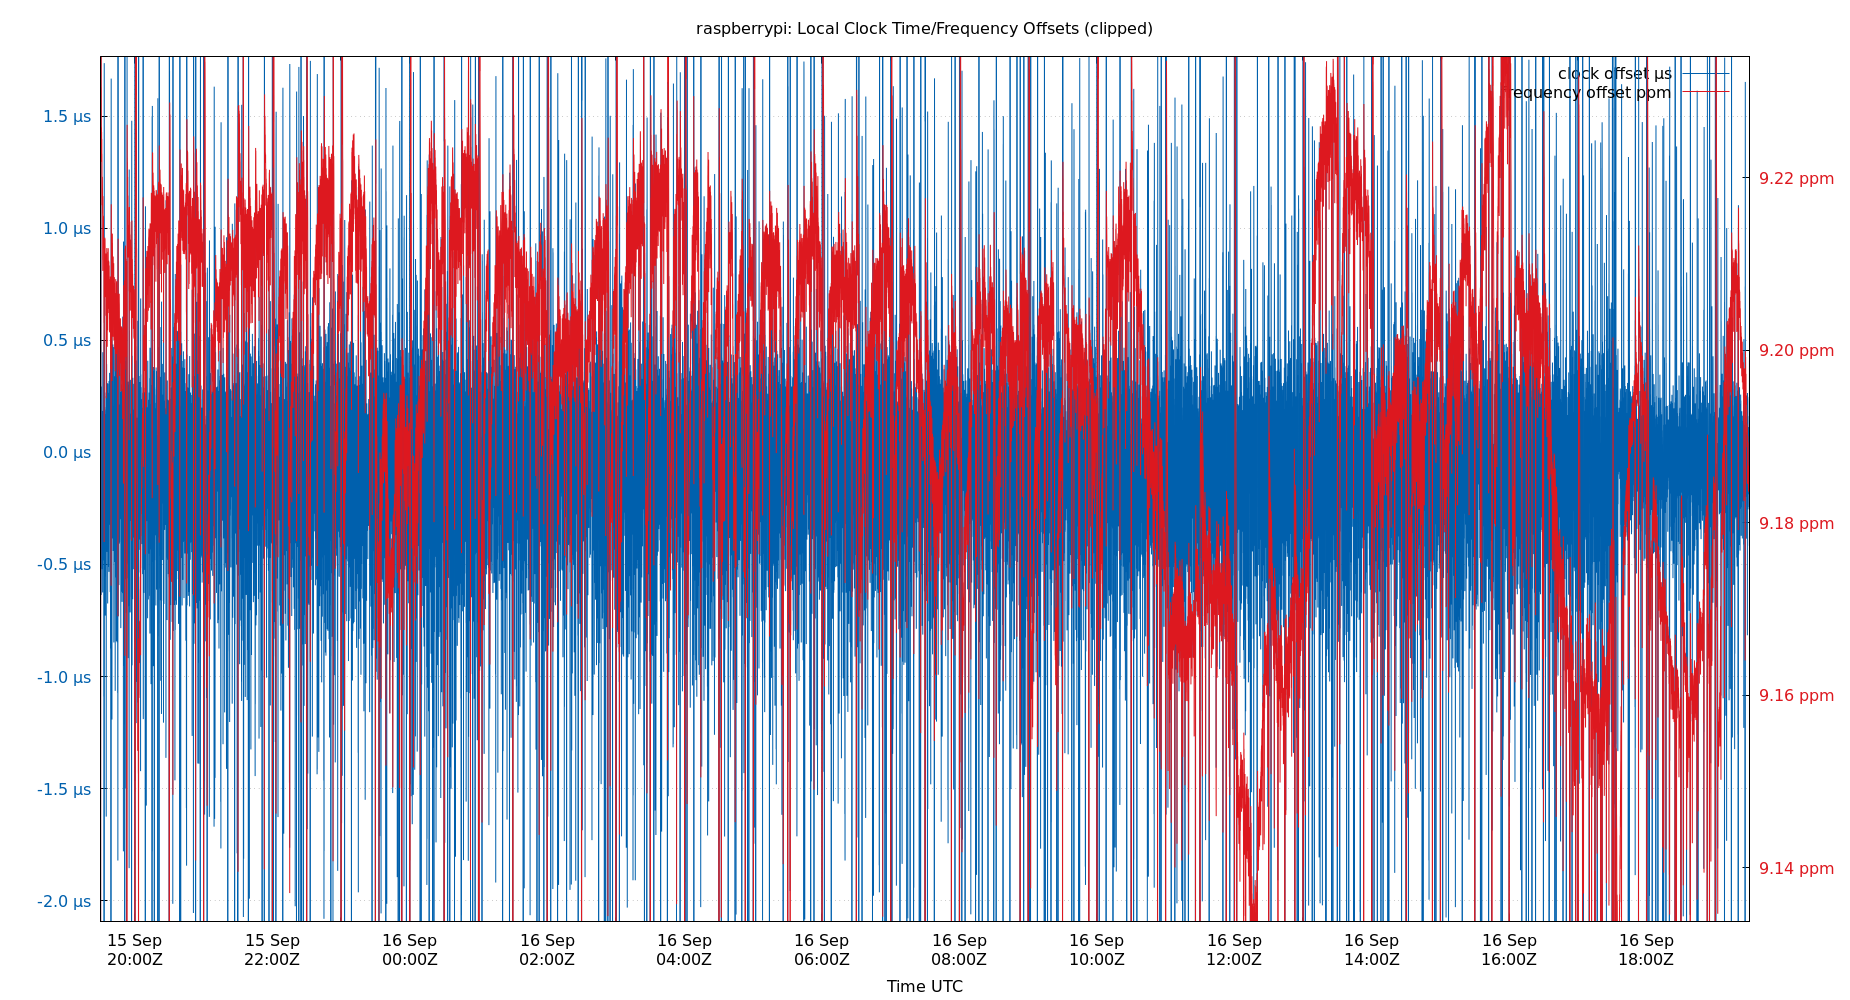 raspberrypi: Local Clock Time/Frequency Offsets (clipped)
clock offset µs
frequency offset ppm
1.5 µs
1.0 µs
0.5 µs
0.0 µs
-0.5 µs
-1.0 µs
-1.5 µs
-2.0 µs
9.22 ppm
9.20 ppm
9.18 ppm
9.16 ppm
9.14 ppm
15 Sep 15 Sep 16 Sep 16 Sep 16 Sep 16 Sep 16 Sep 16 Sep 16 Sep 16 Sep 16 Sep 16 Sep
20:00Z 22:00Z 00:00Z 02:00Z 04:00Z 06:00Z 08:00Z 10:00Z 12:00Z 14:00Z 16:00Z 18:00Z
Time UTC